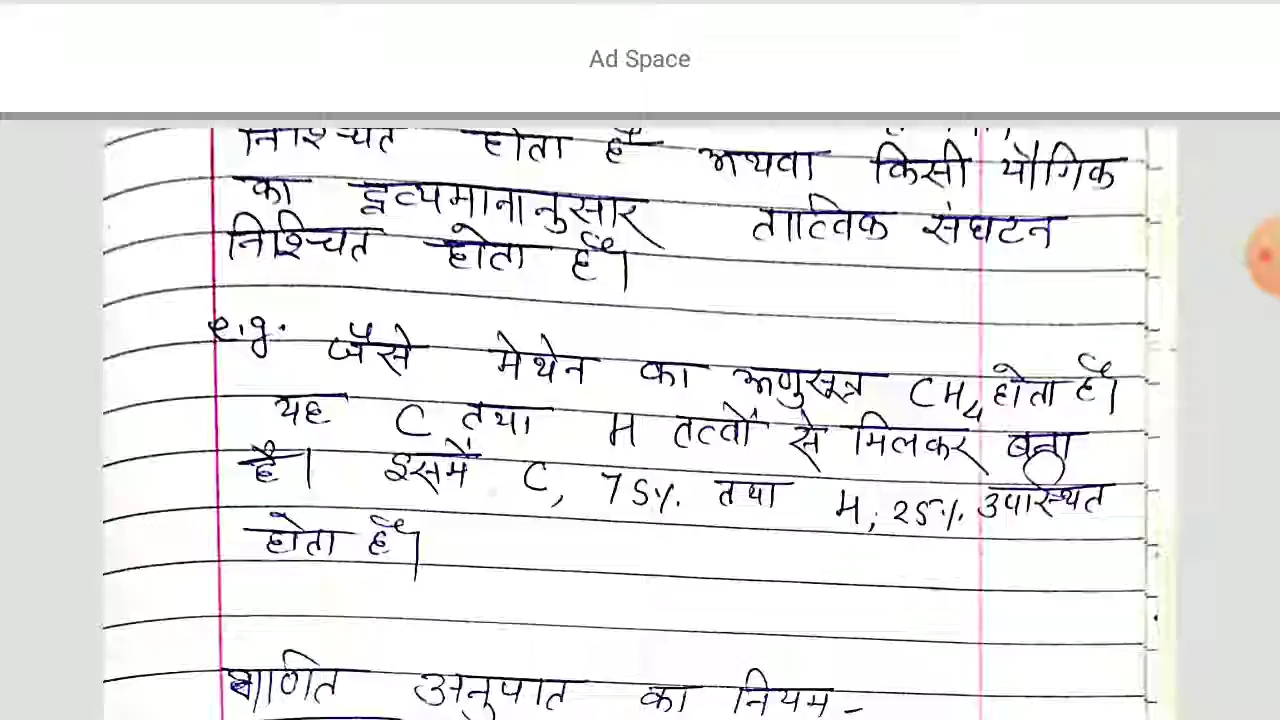 Ad Space
निश्चित होता है अथवा किसी यौगिक
का द्रव्यमानानुसार तात्विक संघटन
निश्चित होता है।
e.g. जैसे मेथेन का अणुसूत्र CH₄ होता है।
यह C तथा H तत्वों से मिलकर बना
है। इसमें C, 75% तथा H, 25% उपस्थित
होता है।
गुणित अनुपात का नियम -